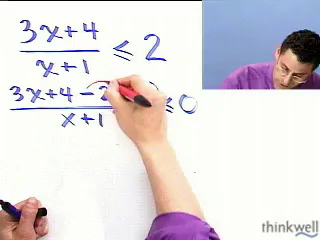 3x+4
x+1
≤ 2
3x+4-2
x+1
≤0
thinkwell